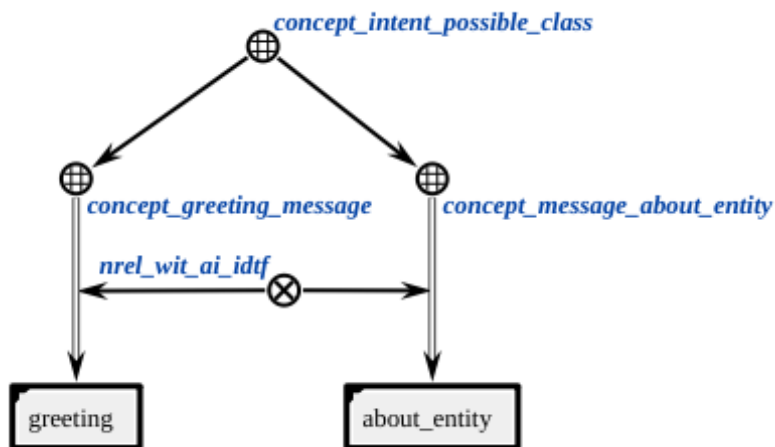 concept_intent_possible_class
concept_greeting_message
concept_message_about_entity
nrel_wit_ai_idtf
greeting
about_entity